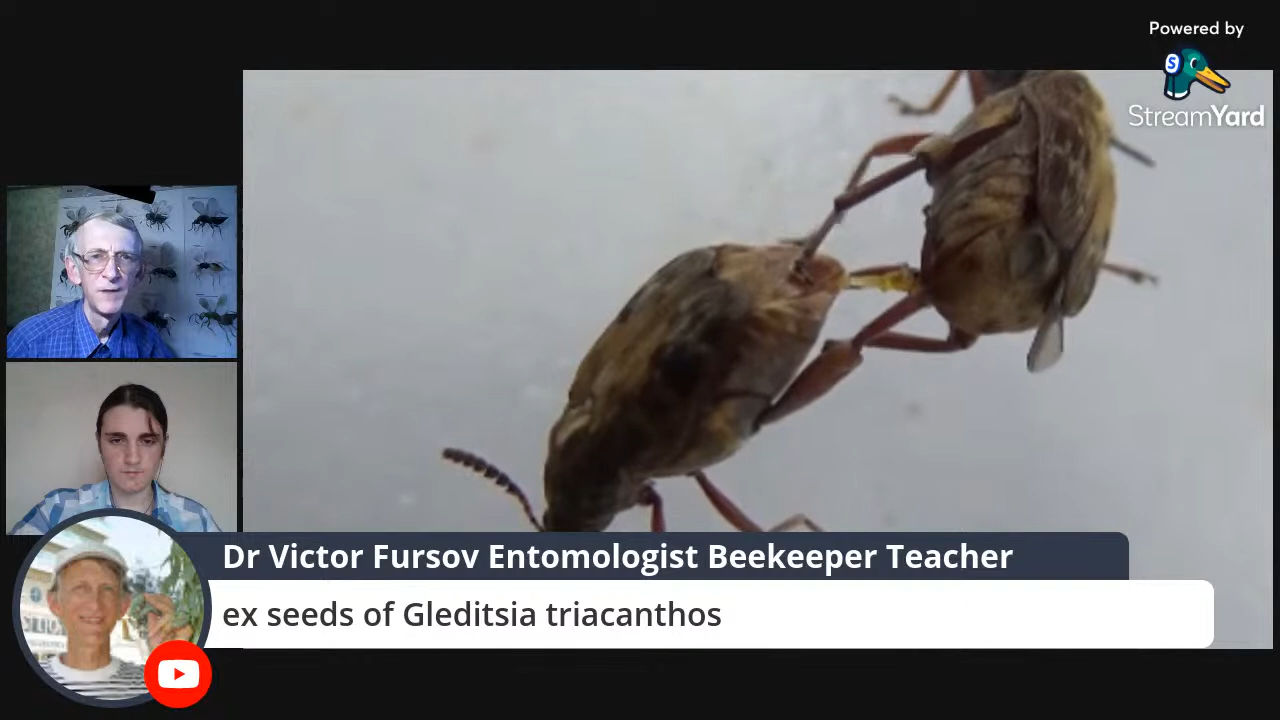 Powered by
StreamYard
Dr Victor Fursov Entomologist Beekeeper Teacher
ex seeds of Gleditsia triacanthos